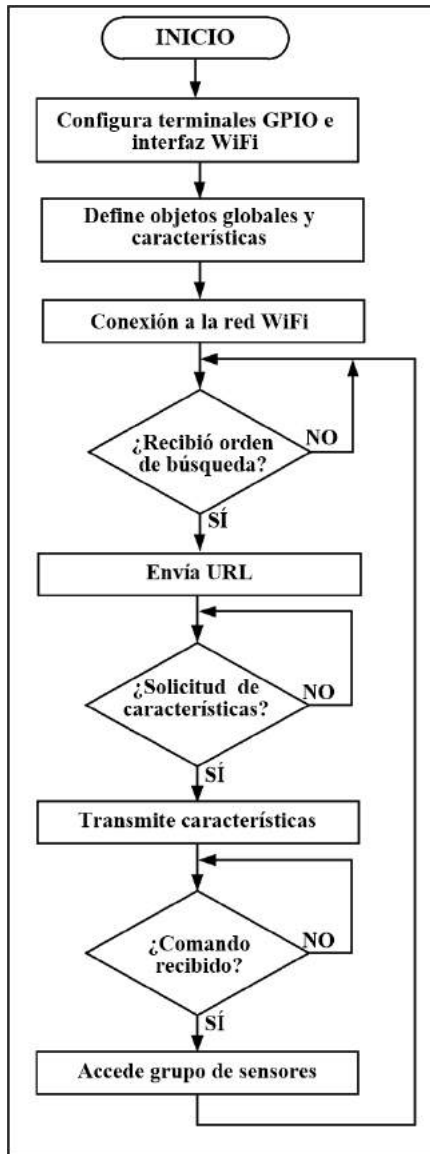 INICIO
Configura terminales GPIO e
interfaz WiFi
Define objetos globales y
características
Conexión a la red WiFi
¿Recibió orden
de búsqueda?
NO
SÍ
Envía URL
¿Solicitud de
características?
NO
SÍ
Transmite características
¿Comando
recibido?
NO
SÍ
Accede grupo de sensores